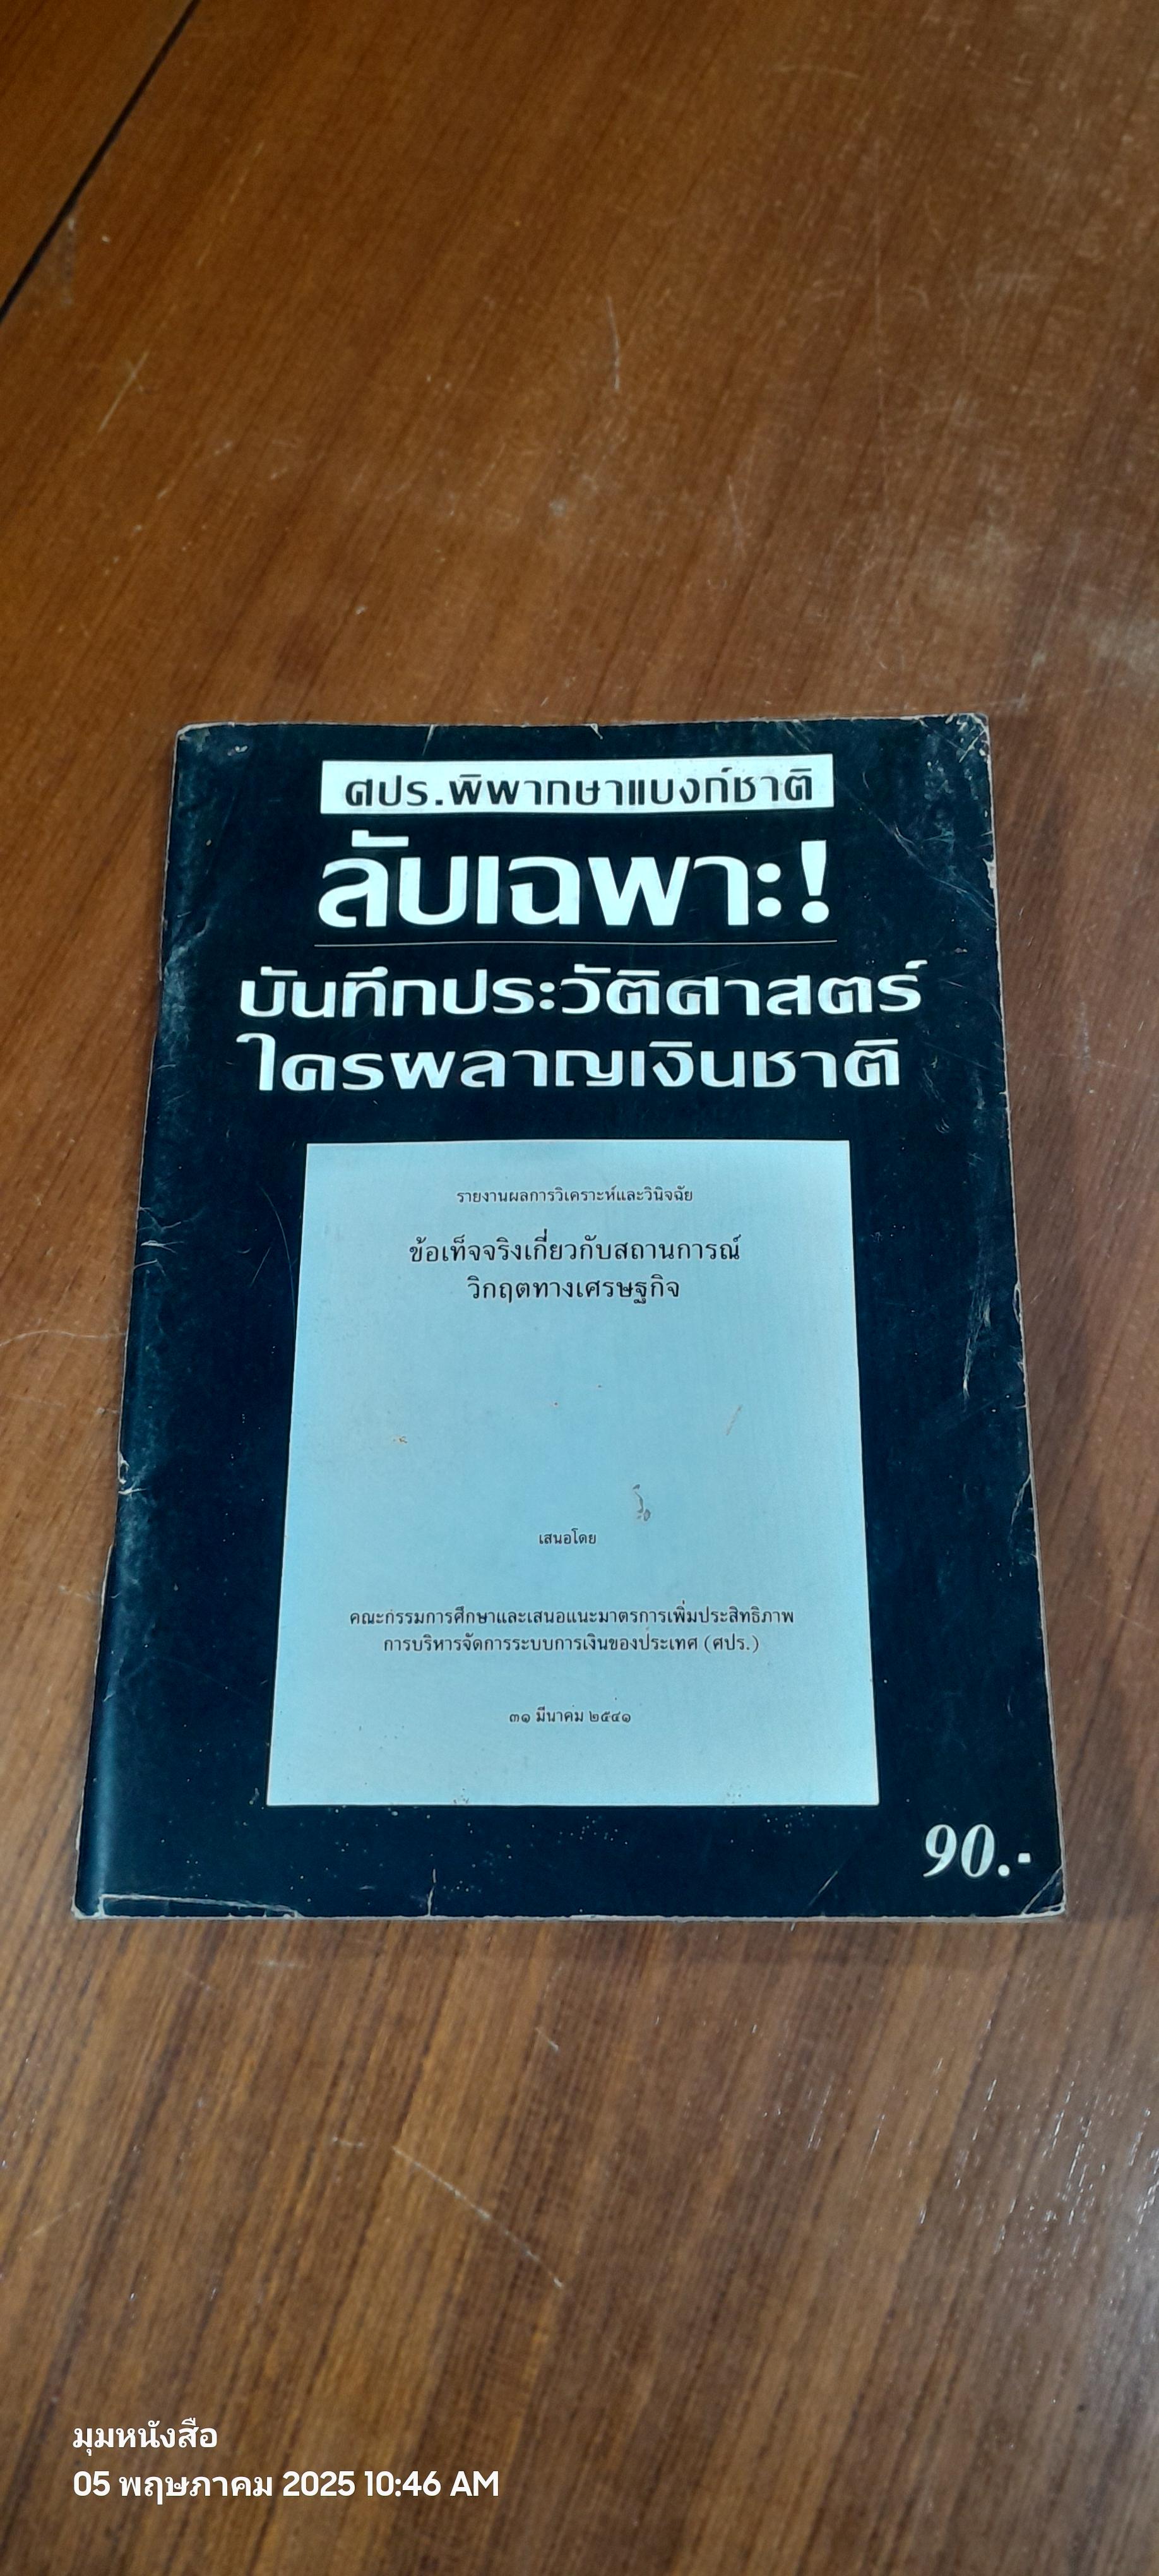 ศปร.พิพากษาแบงก์ชาติ
ลับเฉพาะ!
บันทึกประวัติศาสตร์
ใครผลาญเงินชาติ
รายงานผลการวิเคราะห์และวินิจฉัย
ข้อเท็จจริงเกี่ยวกับสถานการณ์
วิกฤตทางเศรษฐกิจ
เสนอโดย
คณะกรรมการศึกษาและเสนอแนะมาตรการเพิ่มประสิทธิภาพ
การบริหารจัดการระบบการเงินของประเทศ (ศปร.)
๓๑ มีนาคม ๒๕๔๑
90.-
มุมหนังสือ
05 พฤษภาคม 2025 10:46 AM